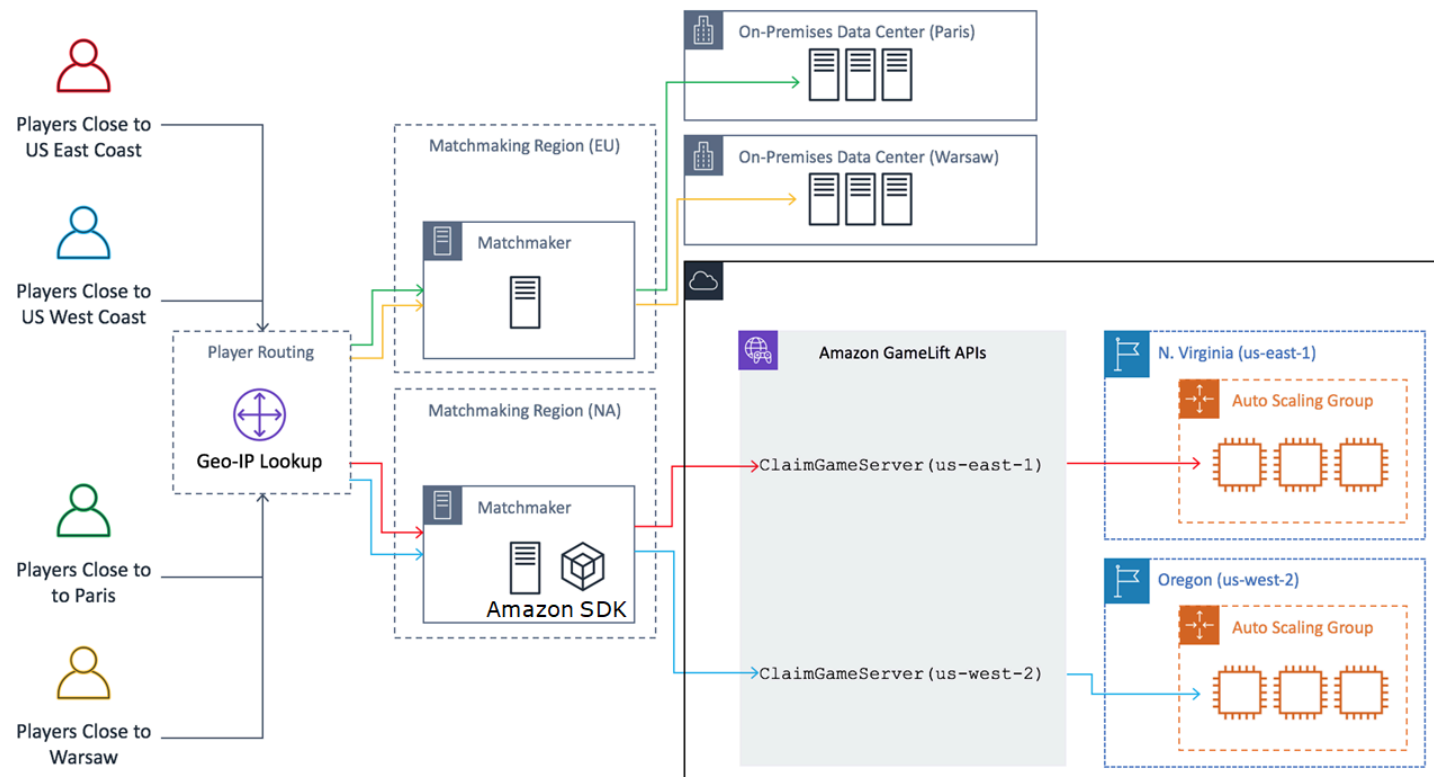 Players Close to
US East Coast
Players Close to
US West Coast
Player Routing
Geo-IP Lookup
Players Close to
to Paris
Players Close to
Warsaw
Matchmaking Region (EU)
Matchmaker
Matchmaking Region (NA)
Matchmaker
Amazon SDK
On-Premises Data Center (Paris)
On-Premises Data Center (Warsaw)
Amazon GameLift APIs
ClaimGameServer(us-east-1)
ClaimGameServer(us-west-2)
N. Virginia (us-east-1)
Auto Scaling Group
Oregon (us-west-2)
Auto Scaling Group